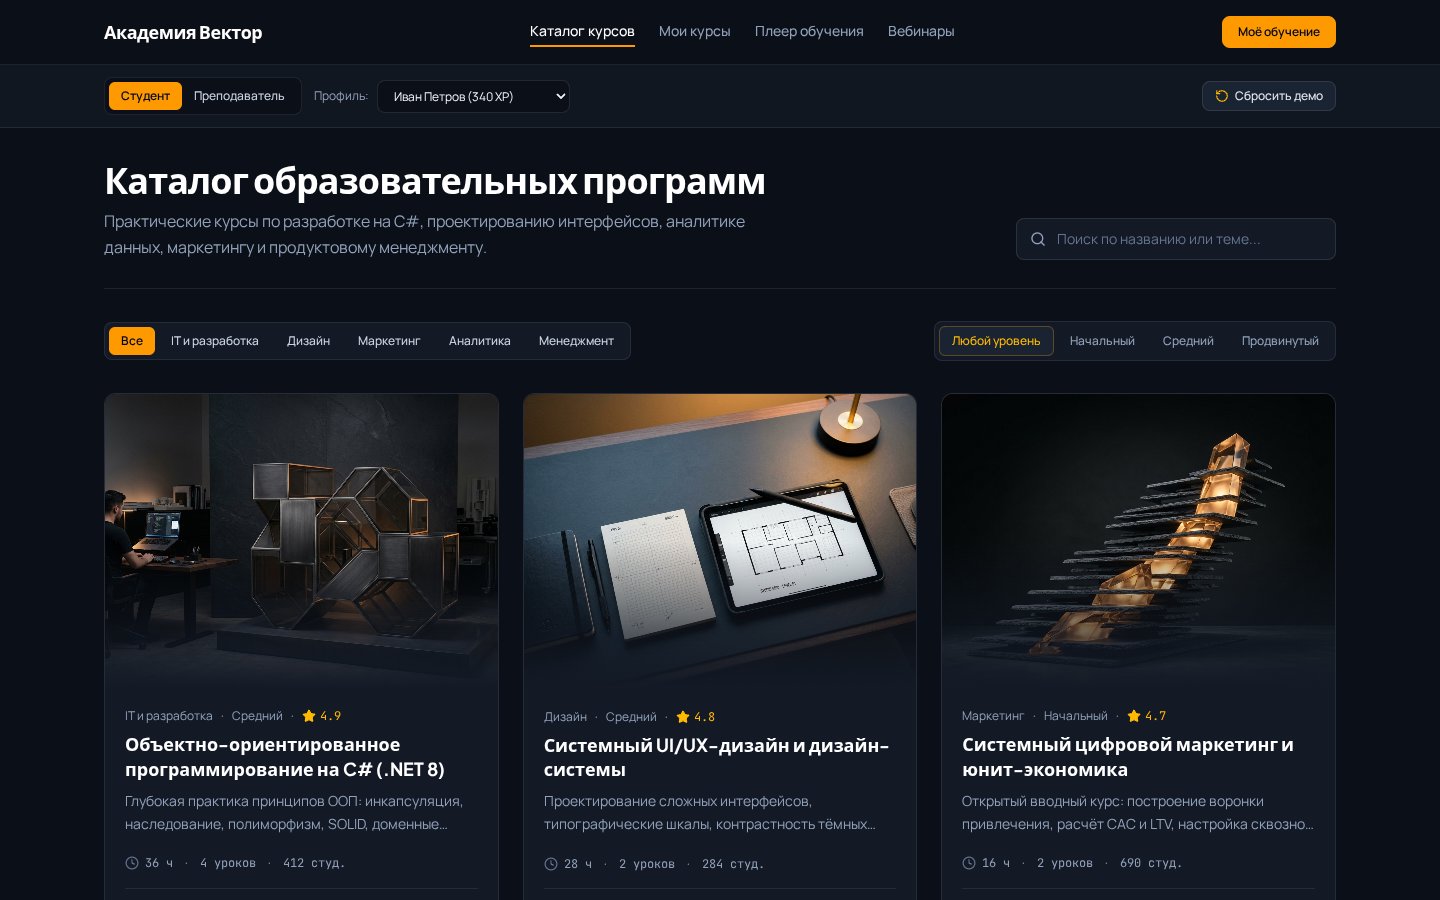 Академия Вектор
Каталог курсов
Мои курсы
Плеер обучения
Вебинары
Моё обучение
Студент
Преподаватель
Профиль:
Иван Петров (340 XP)
Сбросить демо
Каталог образовательных программ
Практические курсы по разработке на C#, проектированию интерфейсов, аналитике
данных, маркетингу и продуктовому менеджменту.
Поиск по названию или теме...
Все
IT и разработка
Дизайн
Маркетинг
Аналитика
Менеджмент
Любой уровень
Начальный
Средний
Продвинутый
IT и разработка · Средний · 4.9
Объектно-ориентированное
программирование на C# (.NET 8)
Глубокая практика принципов ООП: инкапсуляция,
наследование, полиморфизм, SOLID, доменные…
36 ч · 4 уроков · 412 студ.
Дизайн · Средний · 4.8
Системный UI/UX-дизайн и дизайн-
системы
Проектирование сложных интерфейсов,
типографические шкалы, контрастность тёмных…
28 ч · 2 уроков · 284 студ.
Маркетинг · Начальный · 4.7
Системный цифровой маркетинг и
юнит-экономика
Открытый вводный курс: построение воронки
привлечения, расчёт CAC и LTV, настройка сквозно…
16 ч · 2 уроков · 690 студ.